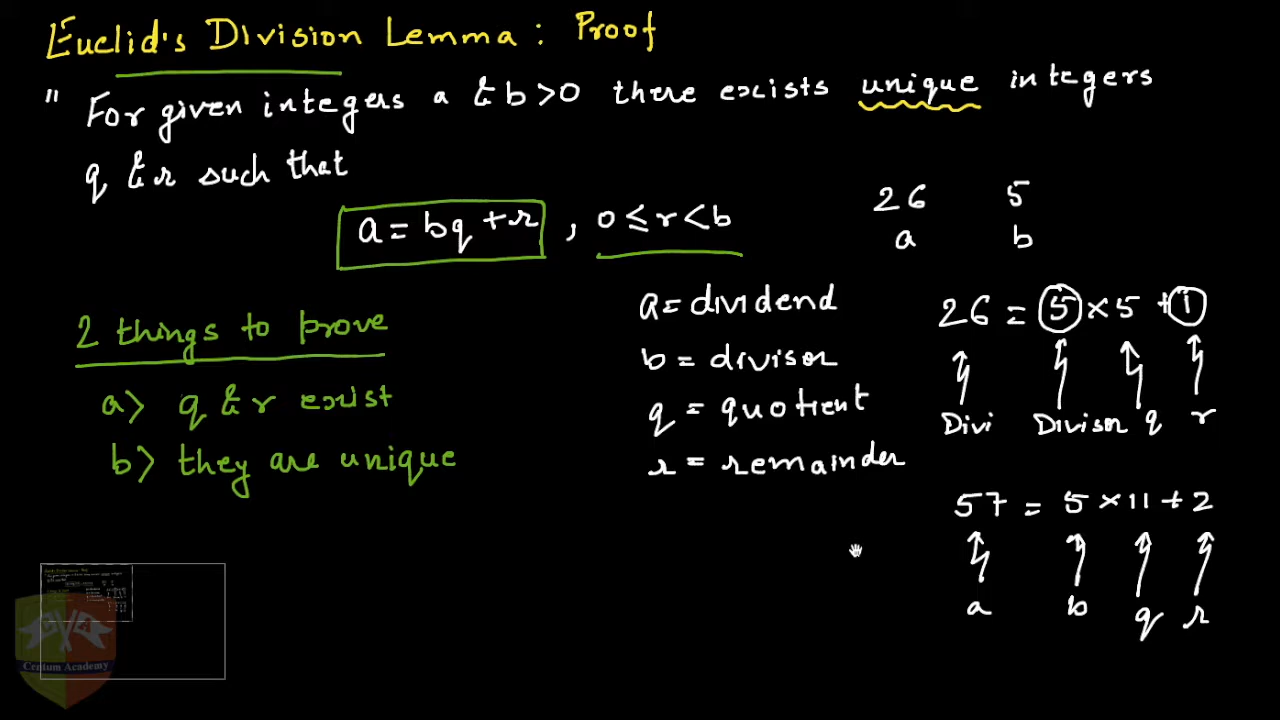 Euclid's Division Lemma : Proof
" For given integers a & b > 0 there exists unique integers
q & r such that
a = bq + r , 0 ≤ r < b
26 5
a b
2 things to prove
a> q & r exist
b> they are unique
a = dividend
b = divisor
q = quotient
r = remainder
26 = 5 × 5 + 1
Divi Divisor q r
57 = 5 × 11 + 2
a b q r
Centum Academy